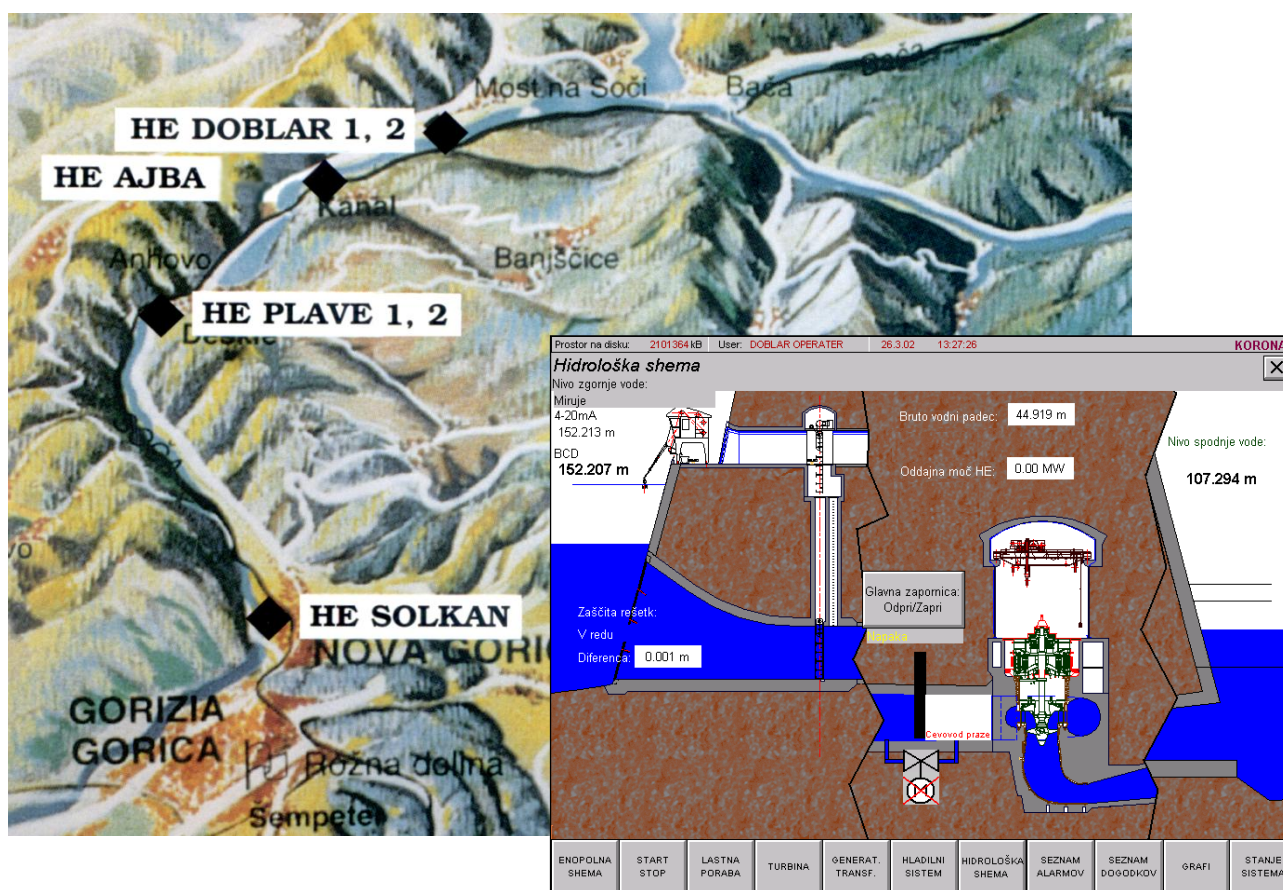 Most na Soči
Bača
HE DOBLAR 1, 2
HE AJBA
Kanal
Anhovo
Banjščice
HE PLAVE 1, 2
Deskle
HE SOLKAN
NOVA GORI
GORIZIA
GORICA
Rožna dolina
Šempeter
Prostor na disku: 2101364 kB User: DOBLAR OPERATER 26.3.02 13:27:26 KORONA
Hidrološka shema
Nivo zgornje vode:
Miruje
4-20mA
152.213 m
BCD
152.207 m
Bruto vodni padec: 44.919 m
Oddajna moč HE: 0.00 MW
Nivo spodnje vode:
107.294 m
Glavna zapornica:
Odpri/Zapri
Napaka
Zaščita rešetk:
V redu
Diferenca: 0.001 m
Cevovod praze
M
ENOPOLNA
SHEMA
START
STOP
LASTNA
PORABA
TURBINA
GENERAT.
TRANSF.
HLADILNI
SISTEM
HIDROLOŠKA
SHEMA
SEZNAM
ALARMOV
SEZNAM
DOGODKOV
GRAFI
STANJE
SISTEMA